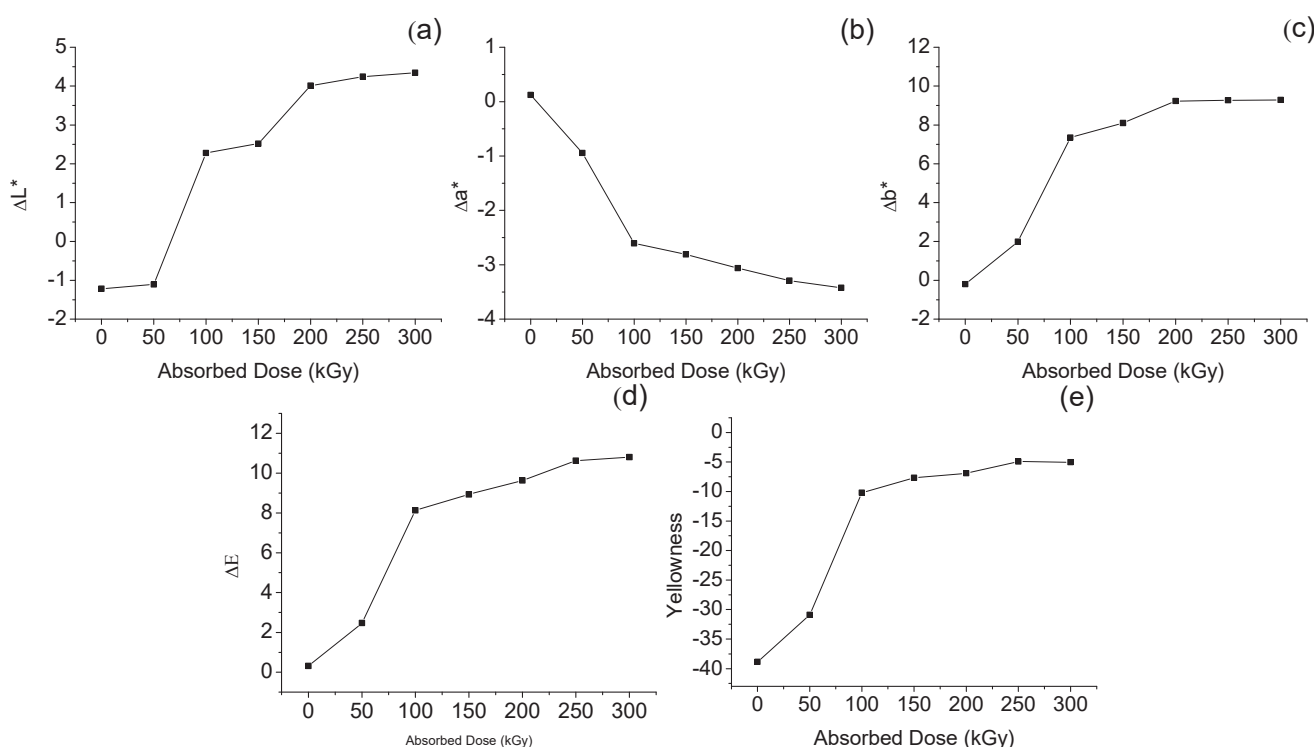 (a)
5
4
3
2
1
0
-1
-2
ΔL*
0 50 100 150 200 250 300
Absorbed Dose (kGy)
(b)
1
0
-1
-2
-3
-4
Δa*
0 50 100 150 200 250 300
Absorbed Dose (kGy)
(c)
12
10
8
6
4
2
0
-2
Δb*
0 50 100 150 200 250 300
Absorbed Dose (kGy)
(d)
12
10
8
6
4
2
0
ΔE
0 50 100 150 200 250 300
Absorbed Dose (kGy)
(e)
0
-5
-10
-15
-20
-25
-30
-35
-40
Yellowness
0 50 100 150 200 250 300
Absorbed Dose (kGy)